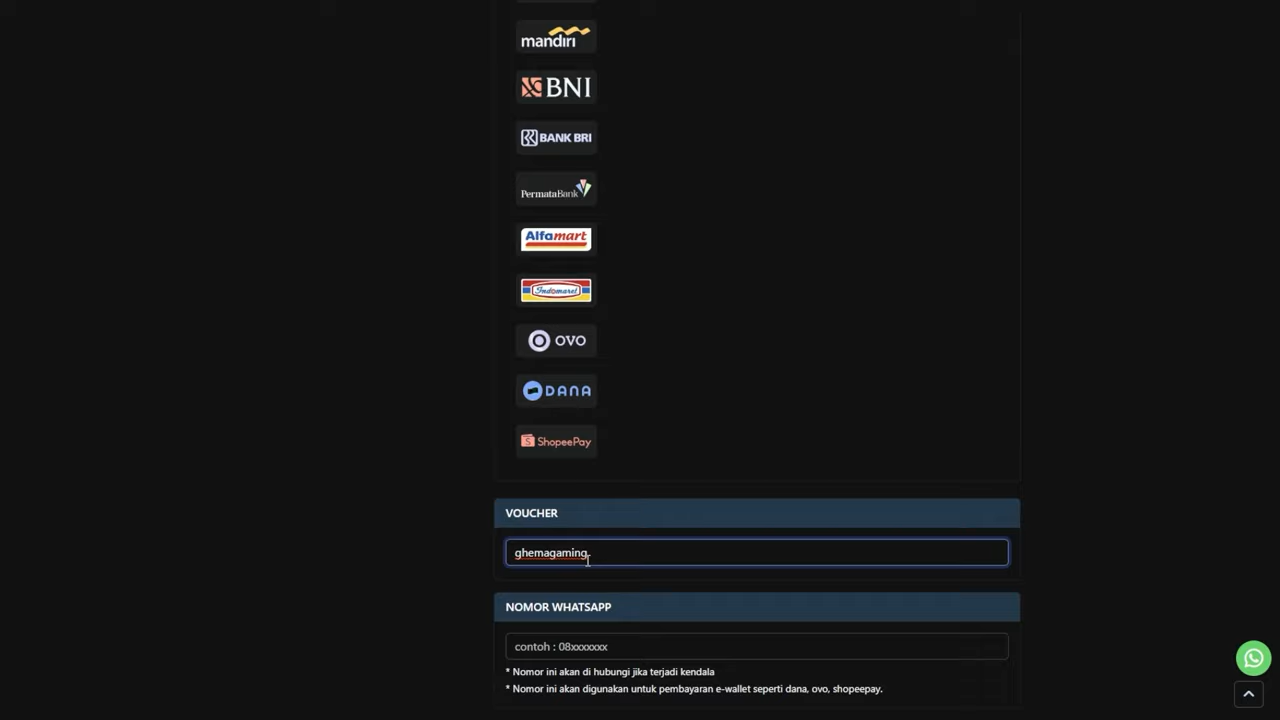 mandiri
BNI
BANK BRI
PermataBank
Alfamart
Indomaret
OVO
DANA
ShopeePay
VOUCHER
ghemagaming
NOMOR WHATSAPP
contoh : 08xxxxxxx
* Nomor ini akan di hubungi jika terjadi kendala
* Nomor ini akan digunakan untuk pembayaran e-wallet seperti dana, ovo, shopeepay.